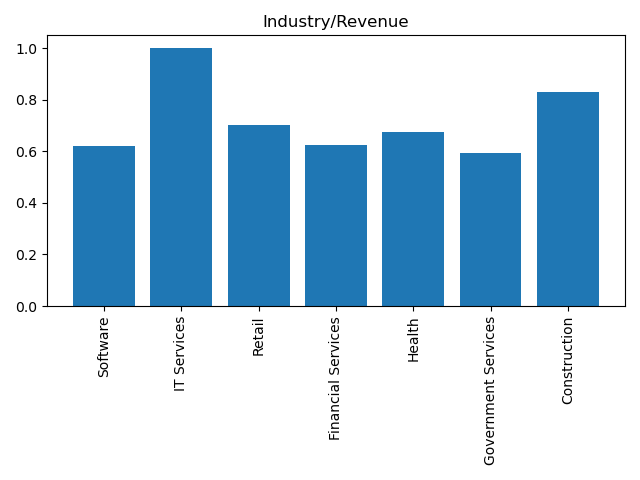 Industry/Revenue
1.0
0.8
0.6
0.4
0.2
0.0
Software
IT Services
Retail
Financial Services
Health
Government Services
Construction